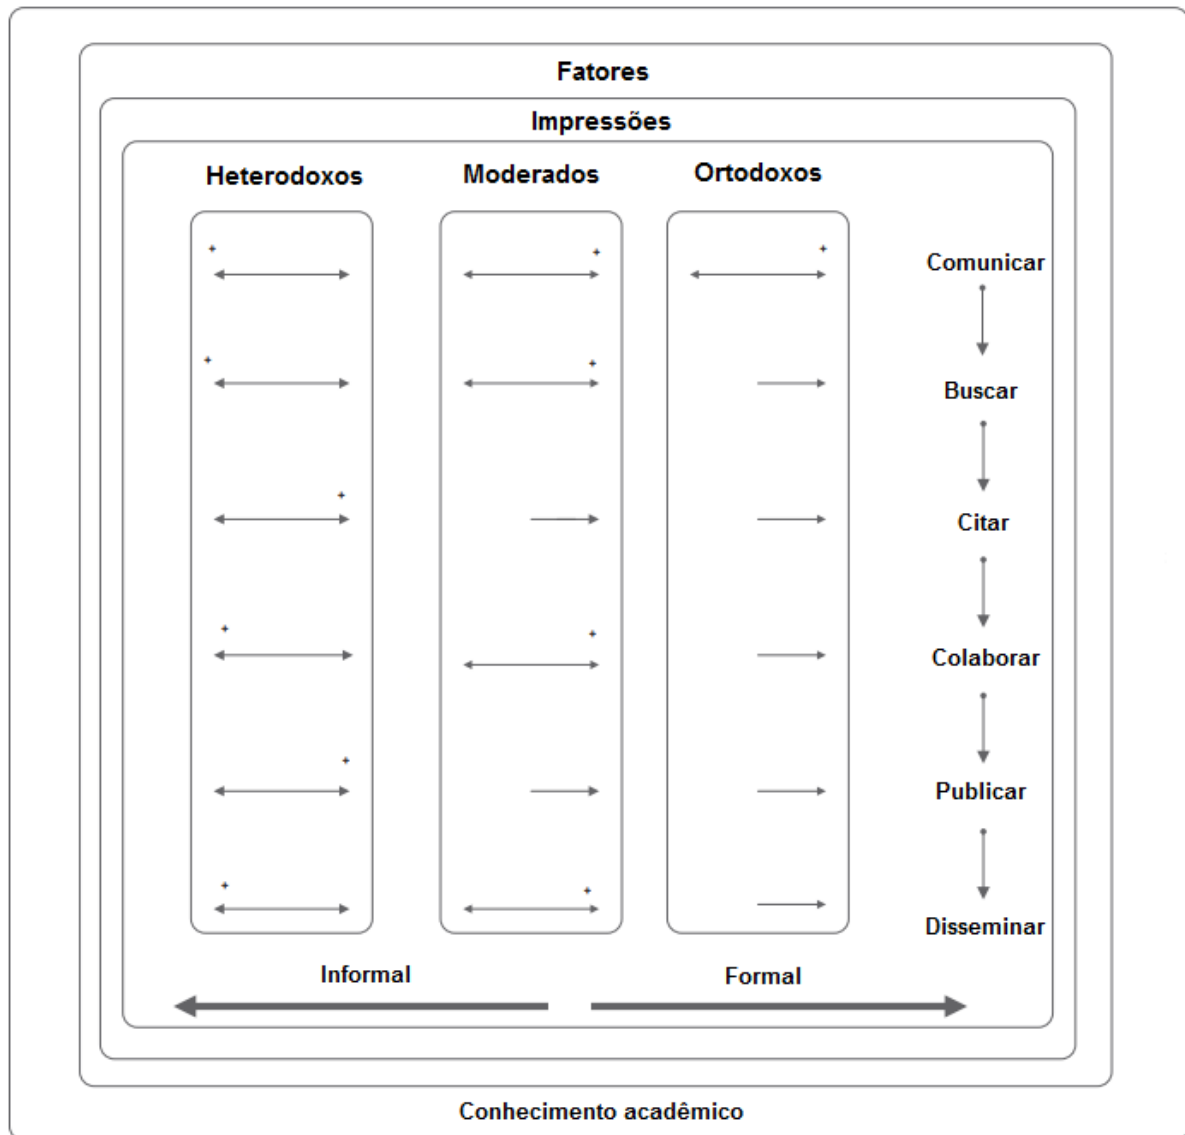 Fatores
Impressões
Heterodoxos Moderados Ortodoxos
+ + +
Comunicar
+ +
Buscar
+
Citar
+ +
Colaborar
+
Publicar
+ +
Disseminar
Informal Formal
Conhecimento acadêmico